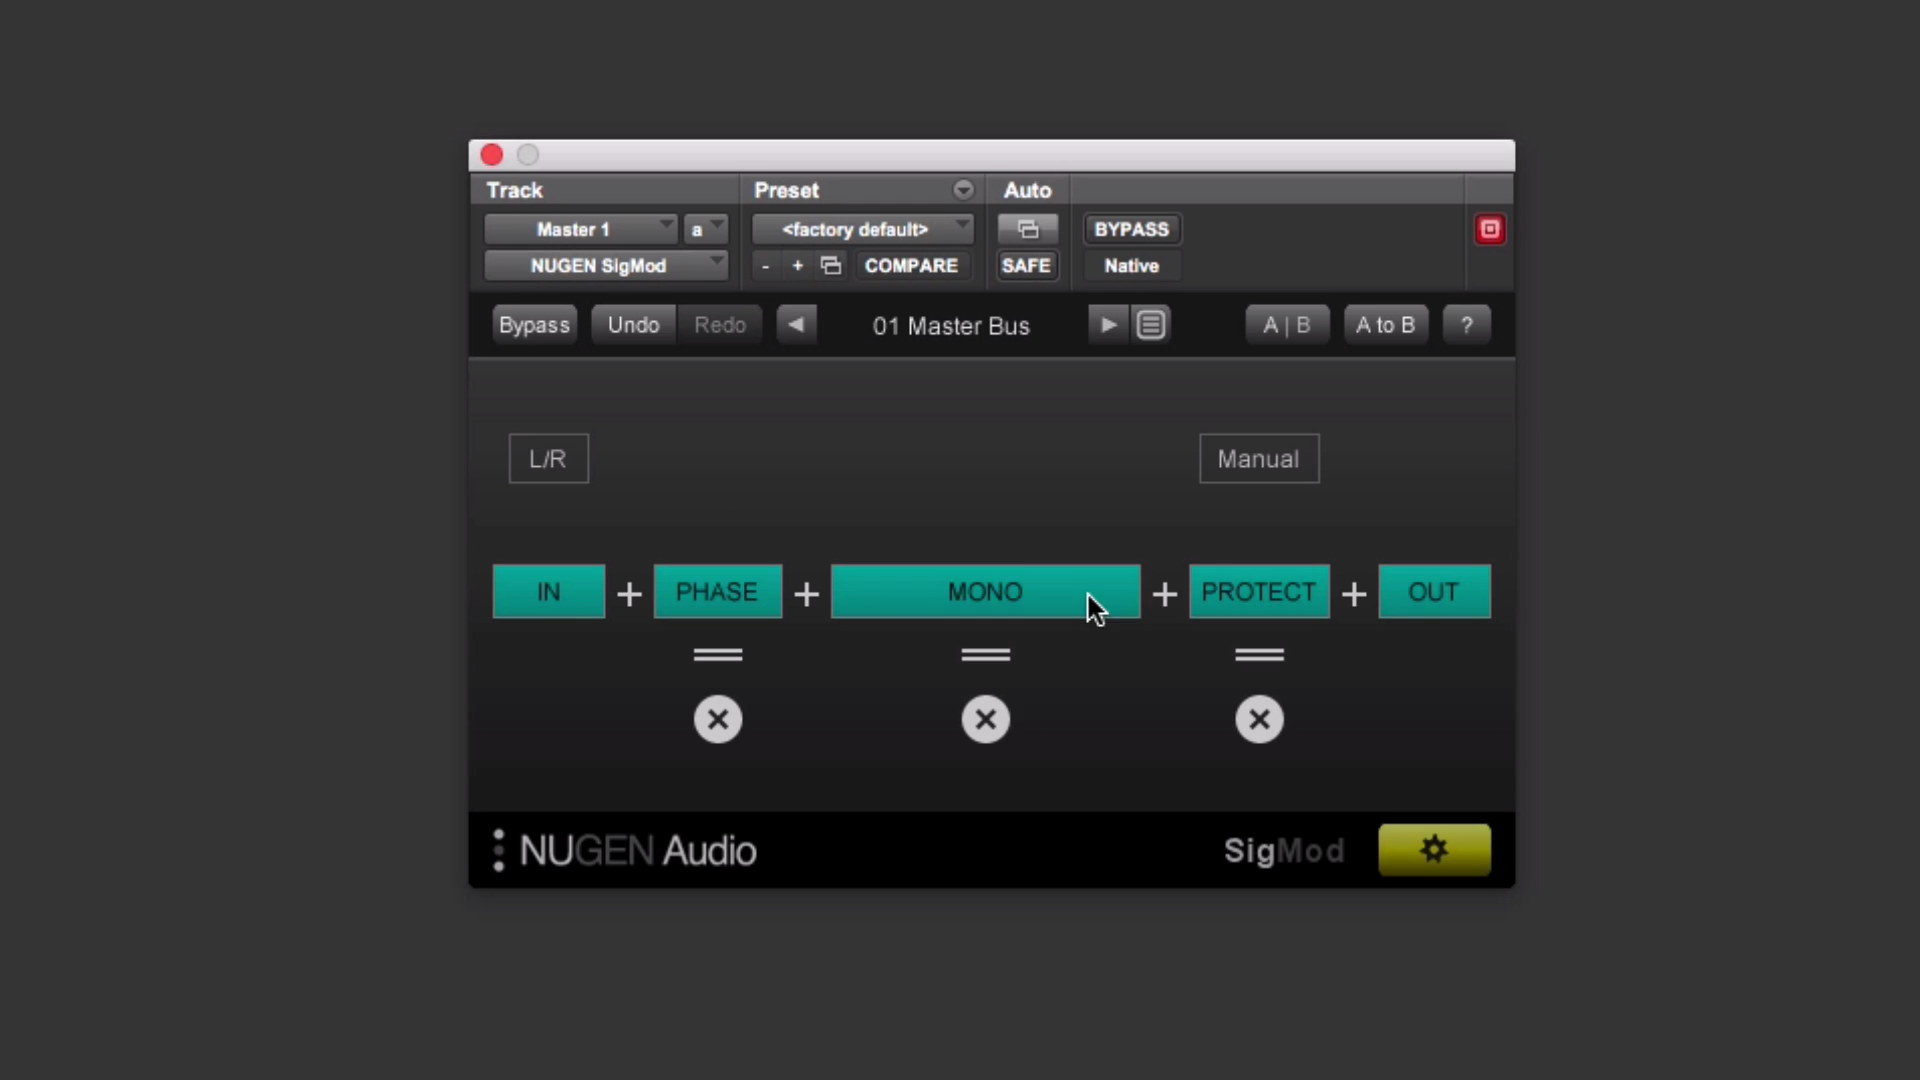 Track Preset Auto
Master 1 a <factory default> BYPASS
NUGEN SigMod - + COMPARE SAFE Native
Bypass Undo Redo 01 Master Bus A | B A to B ?
L/R Manual
IN + PHASE + MONO + PROTECT + OUT
NUGEN Audio SigMod